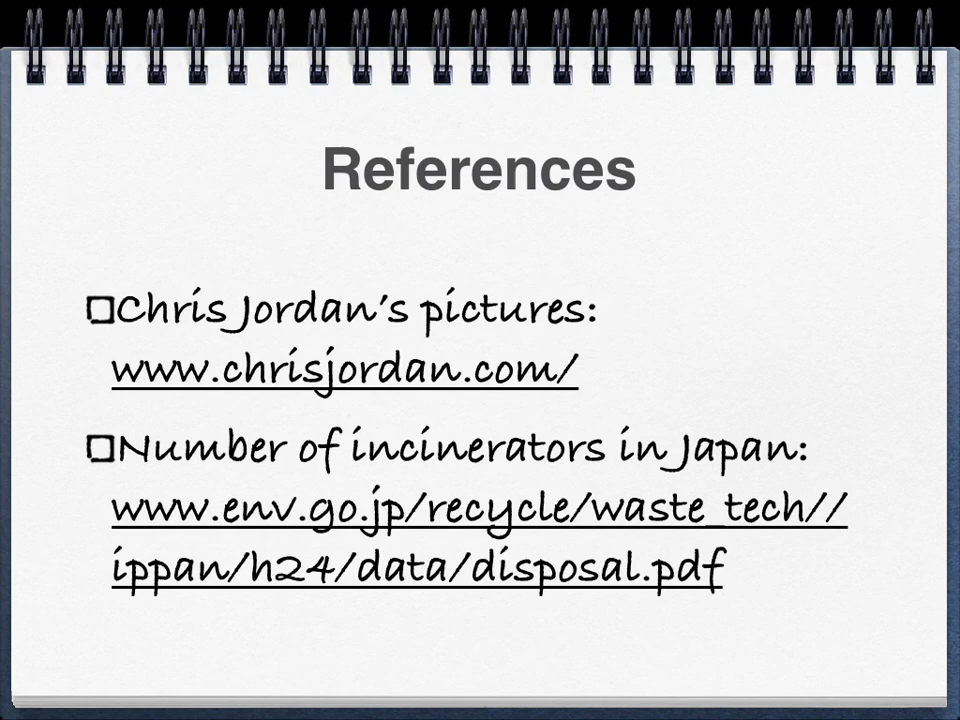 References
Chris Jordan's pictures:
www.chrisjordan.com/
Number of incinerators in Japan:
www.env.go.jp/recycle/waste_tech//
ippan/h24/data/disposal.pdf